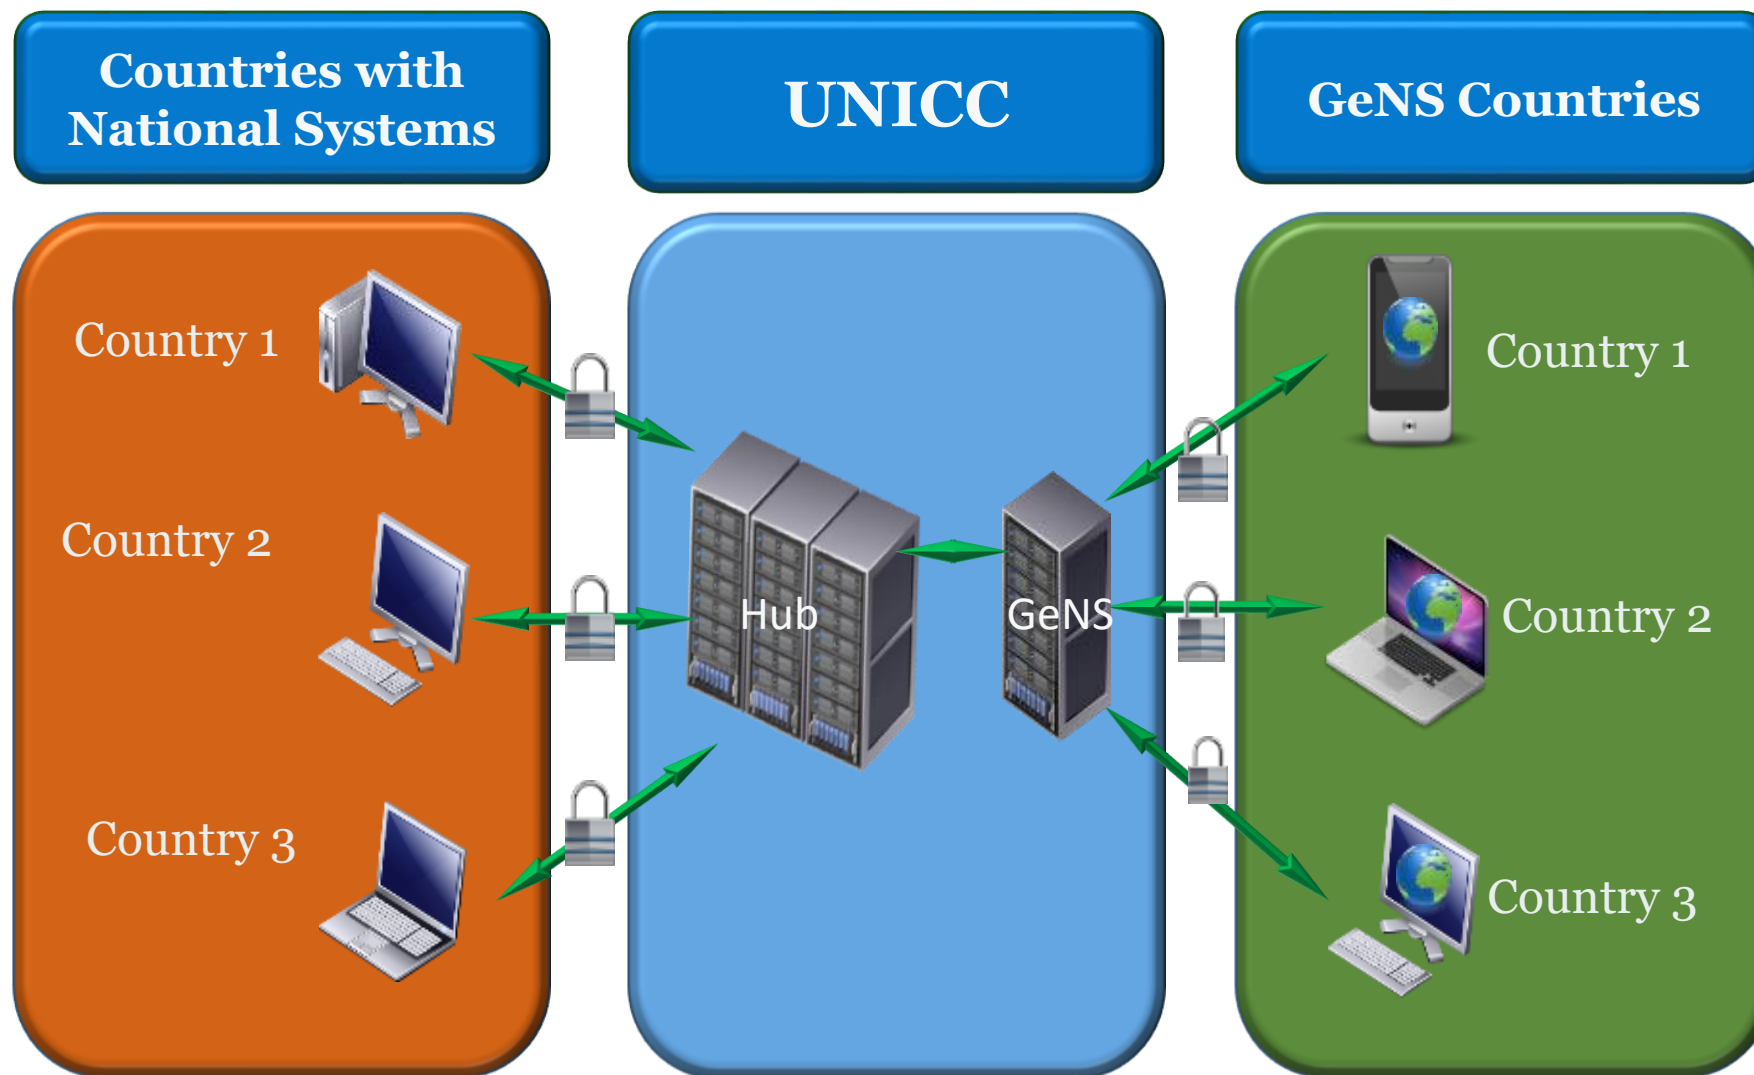 Countries with
National Systems
UNICC
GeNS Countries
Country 1
Country 2
Country 3
Hub
GeNS
Country 1
Country 2
Country 3